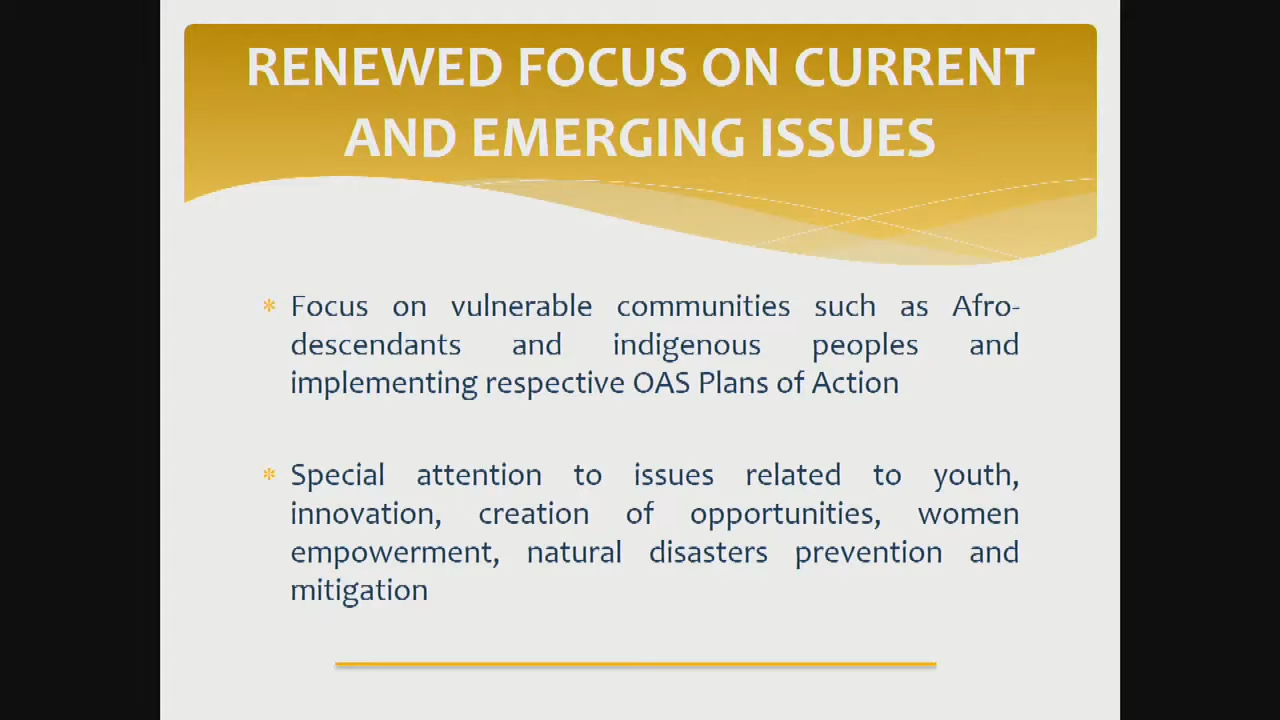 RENEWED FOCUS ON CURRENT
AND EMERGING ISSUES
* Focus on vulnerable communities such as Afro-
descendants and indigenous peoples and
implementing respective OAS Plans of Action
* Special attention to issues related to youth,
innovation, creation of opportunities, women
empowerment, natural disasters prevention and
mitigation